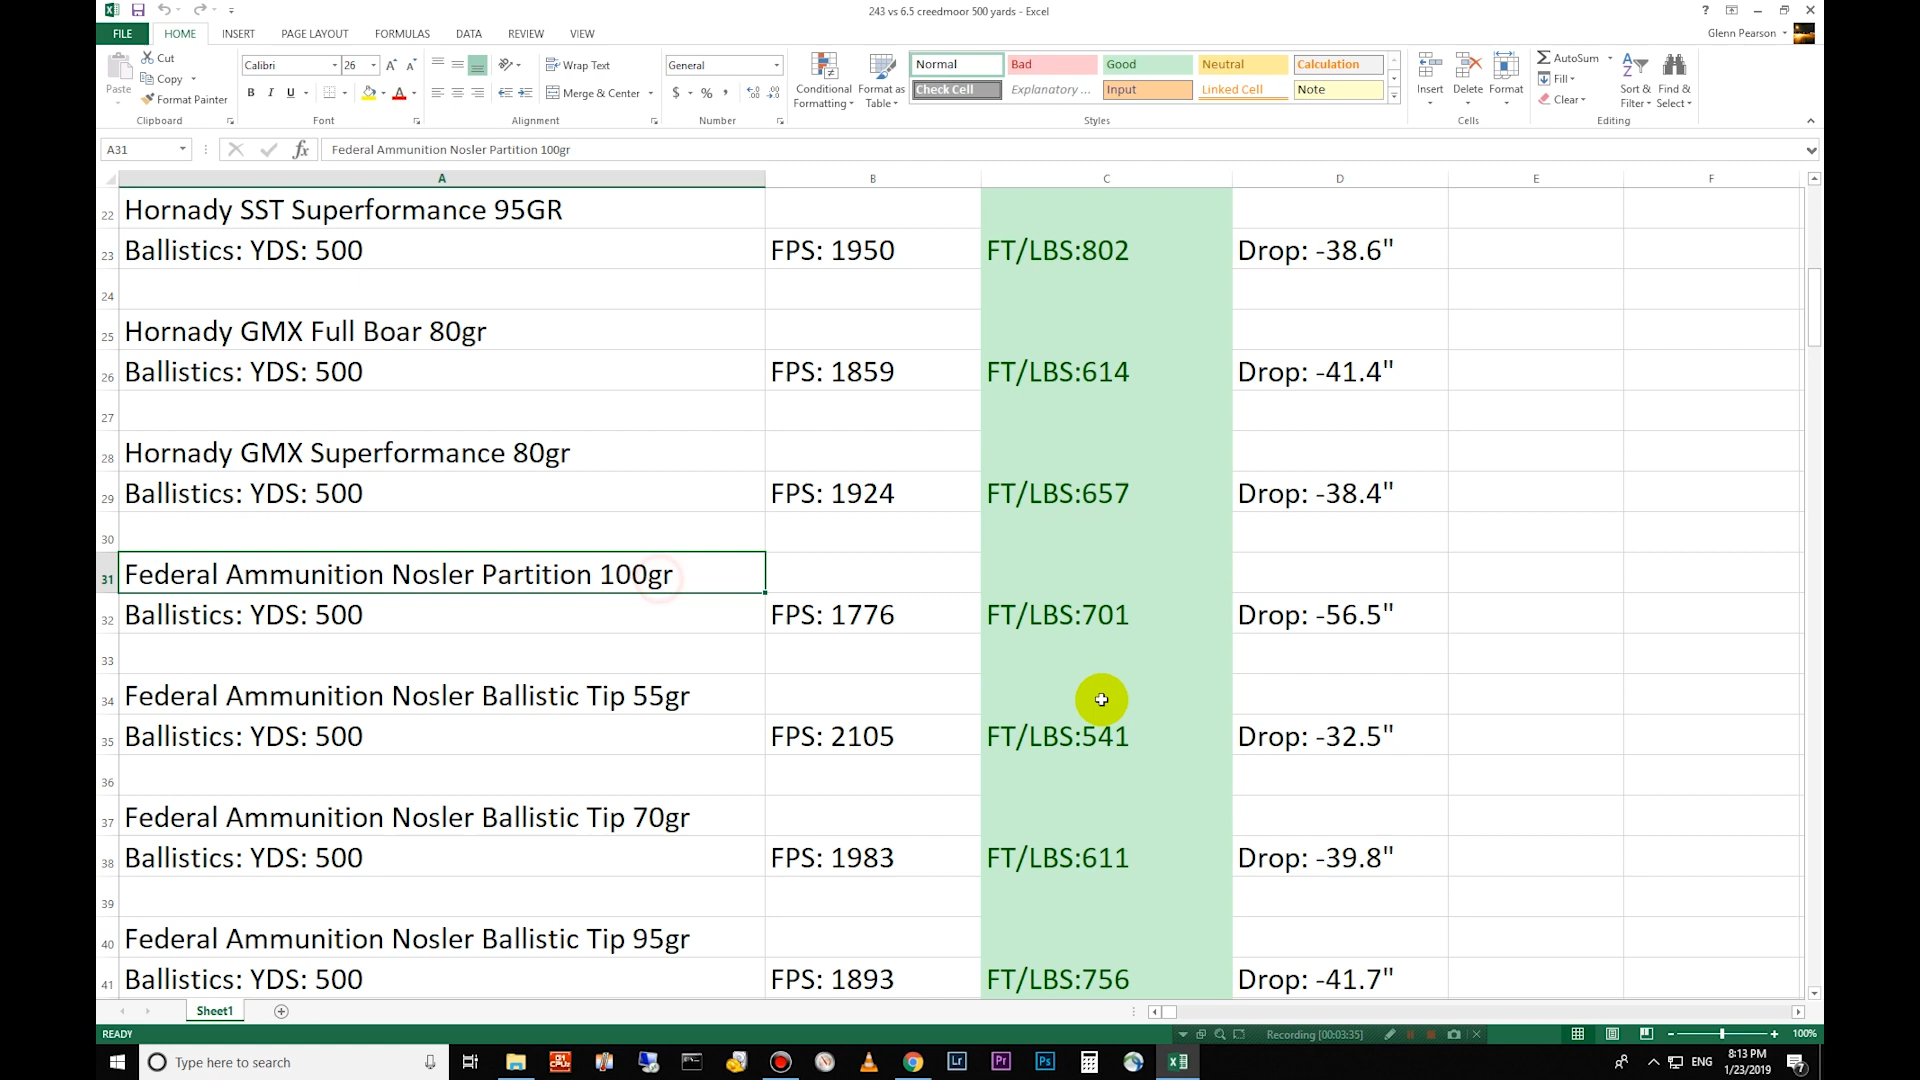 243 vs 6.5 creedmoor 500 yards - Excel
?
FILE HOME INSERT PAGE LAYOUT FORMULAS DATA REVIEW VIEW
Glenn Pearson
Paste
Cut
Copy
Format Painter
Clipboard
Calibri 26
B I U
Font
Wrap Text
Merge & Center
Alignment
General
$ % ,
Number
Conditional Formatting
Format as Table
Normal Bad Good Neutral Calculation
Check Cell Explanatory ... Input Linked Cell Note
Styles
Insert Delete Format
Cells
AutoSum
Fill
Clear
Sort & Filter
Find & Select
Editing
A31 fx Federal Ammunition Nosler Partition 100gr
A B C D E F
22 Hornady SST Superformance 95GR
23 Ballistics: YDS: 500 FPS: 1950 FT/LBS:802 Drop: -38.6"
24
25 Hornady GMX Full Boar 80gr
26 Ballistics: YDS: 500 FPS: 1859 FT/LBS:614 Drop: -41.4"
27
28 Hornady GMX Superformance 80gr
29 Ballistics: YDS: 500 FPS: 1924 FT/LBS:657 Drop: -38.4"
30
31 Federal Ammunition Nosler Partition 100gr
32 Ballistics: YDS: 500 FPS: 1776 FT/LBS:701 Drop: -56.5"
33
34 Federal Ammunition Nosler Ballistic Tip 55gr
35 Ballistics: YDS: 500 FPS: 2105 FT/LBS:541 Drop: -32.5"
36
37 Federal Ammunition Nosler Ballistic Tip 70gr
38 Ballistics: YDS: 500 FPS: 1983 FT/LBS:611 Drop: -39.8"
39
40 Federal Ammunition Nosler Ballistic Tip 95gr
41 Ballistics: YDS: 500 FPS: 1893 FT/LBS:756 Drop: -41.7"
Sheet1
READY
Recording [00:03:35]
100%
Type here to search
Lr Pr Ps
ENG
8:13 PM
1/23/2019
7